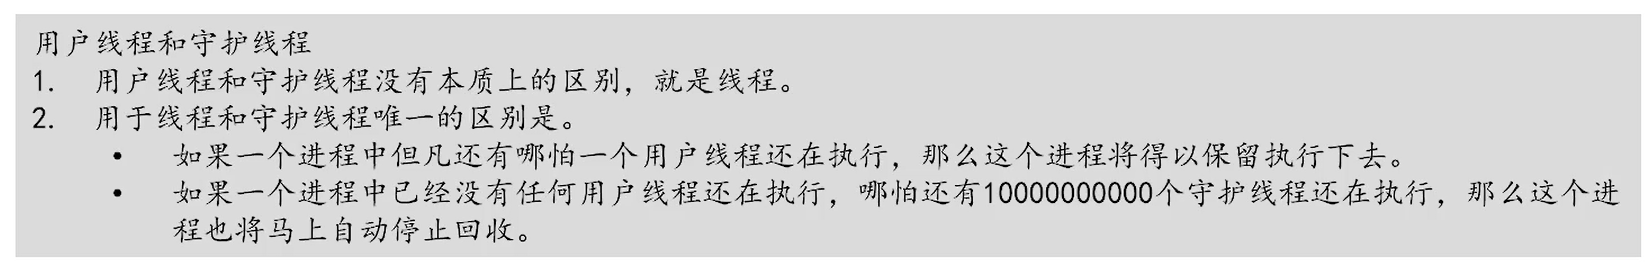 用户线程和守护线程
1. 用户线程和守护线程没有本质上的区别，就是线程。
2. 用于线程和守护线程唯一的区别是。
• 如果一个进程中但凡还有哪怕一个用户线程还在执行，那么这个进程将得以保留执行下去。
• 如果一个进程中已经没有任何用户线程还在执行，哪怕还有10000000000个守护线程还在执行，那么这个进
程也将马上自动停止回收。